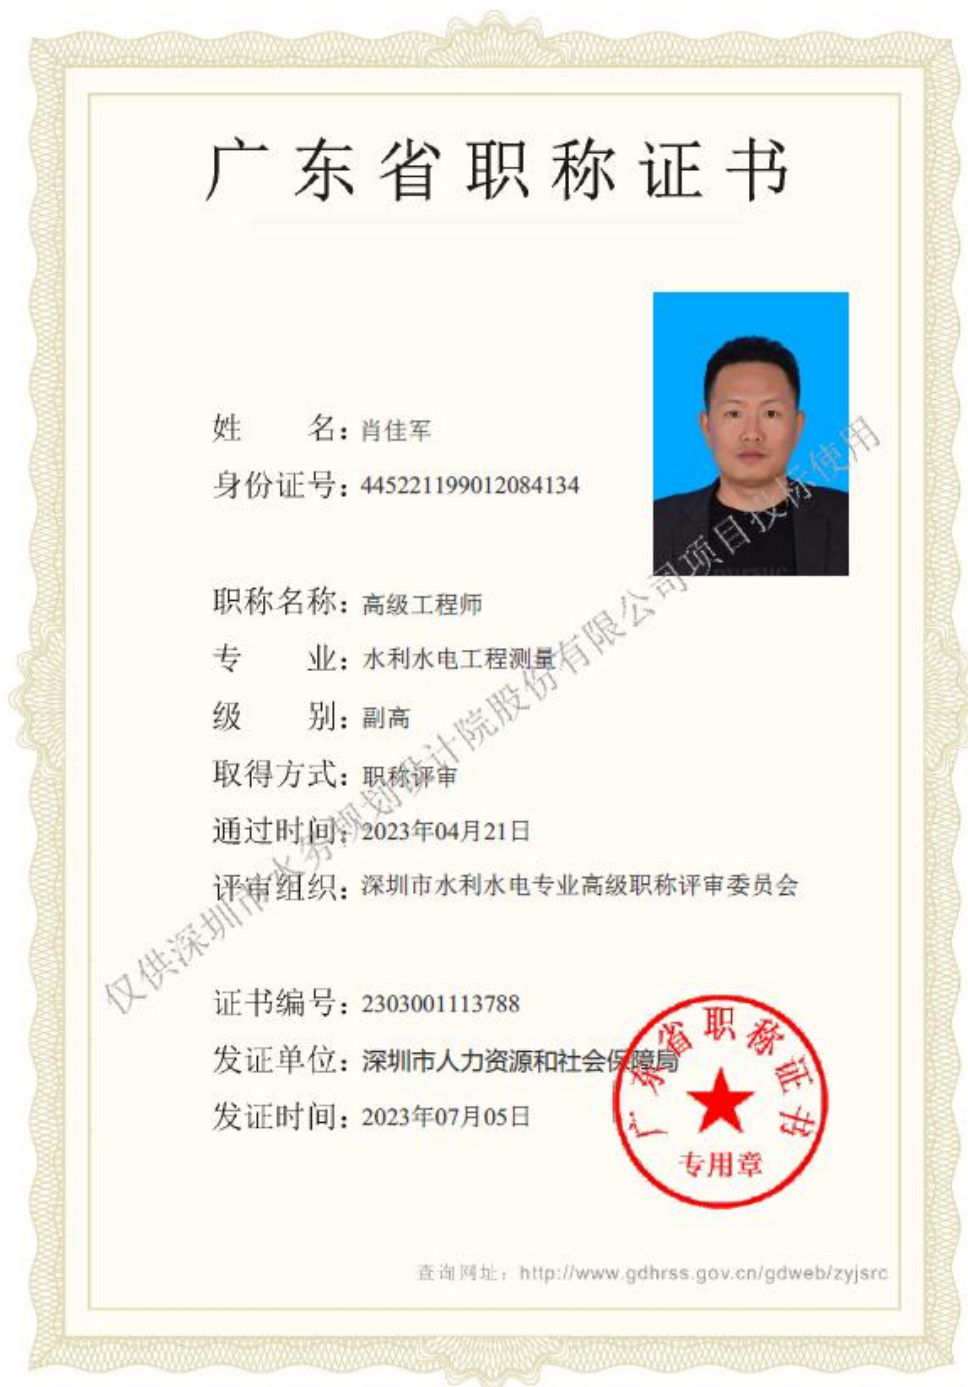 广东省职称证书
姓名：肖佳军
身份证号：445221199012084134
职称名称：高级工程师
专业：水利水电工程测量
级别：副高
取得方式：职称评审
通过时间：2023年04月21日
评审组织：深圳市水利水电专业高级职称评审委员会
证书编号：2303001113788
发证单位：深圳市人力资源和社会保障局
发证时间：2023年07月05日
广东省职称证书
专用章
查询网址：http://www.gdhrss.gov.cn/gdweb/zyjsrc
仅供深圳市水务规划设计院股份有限公司项目投标使用